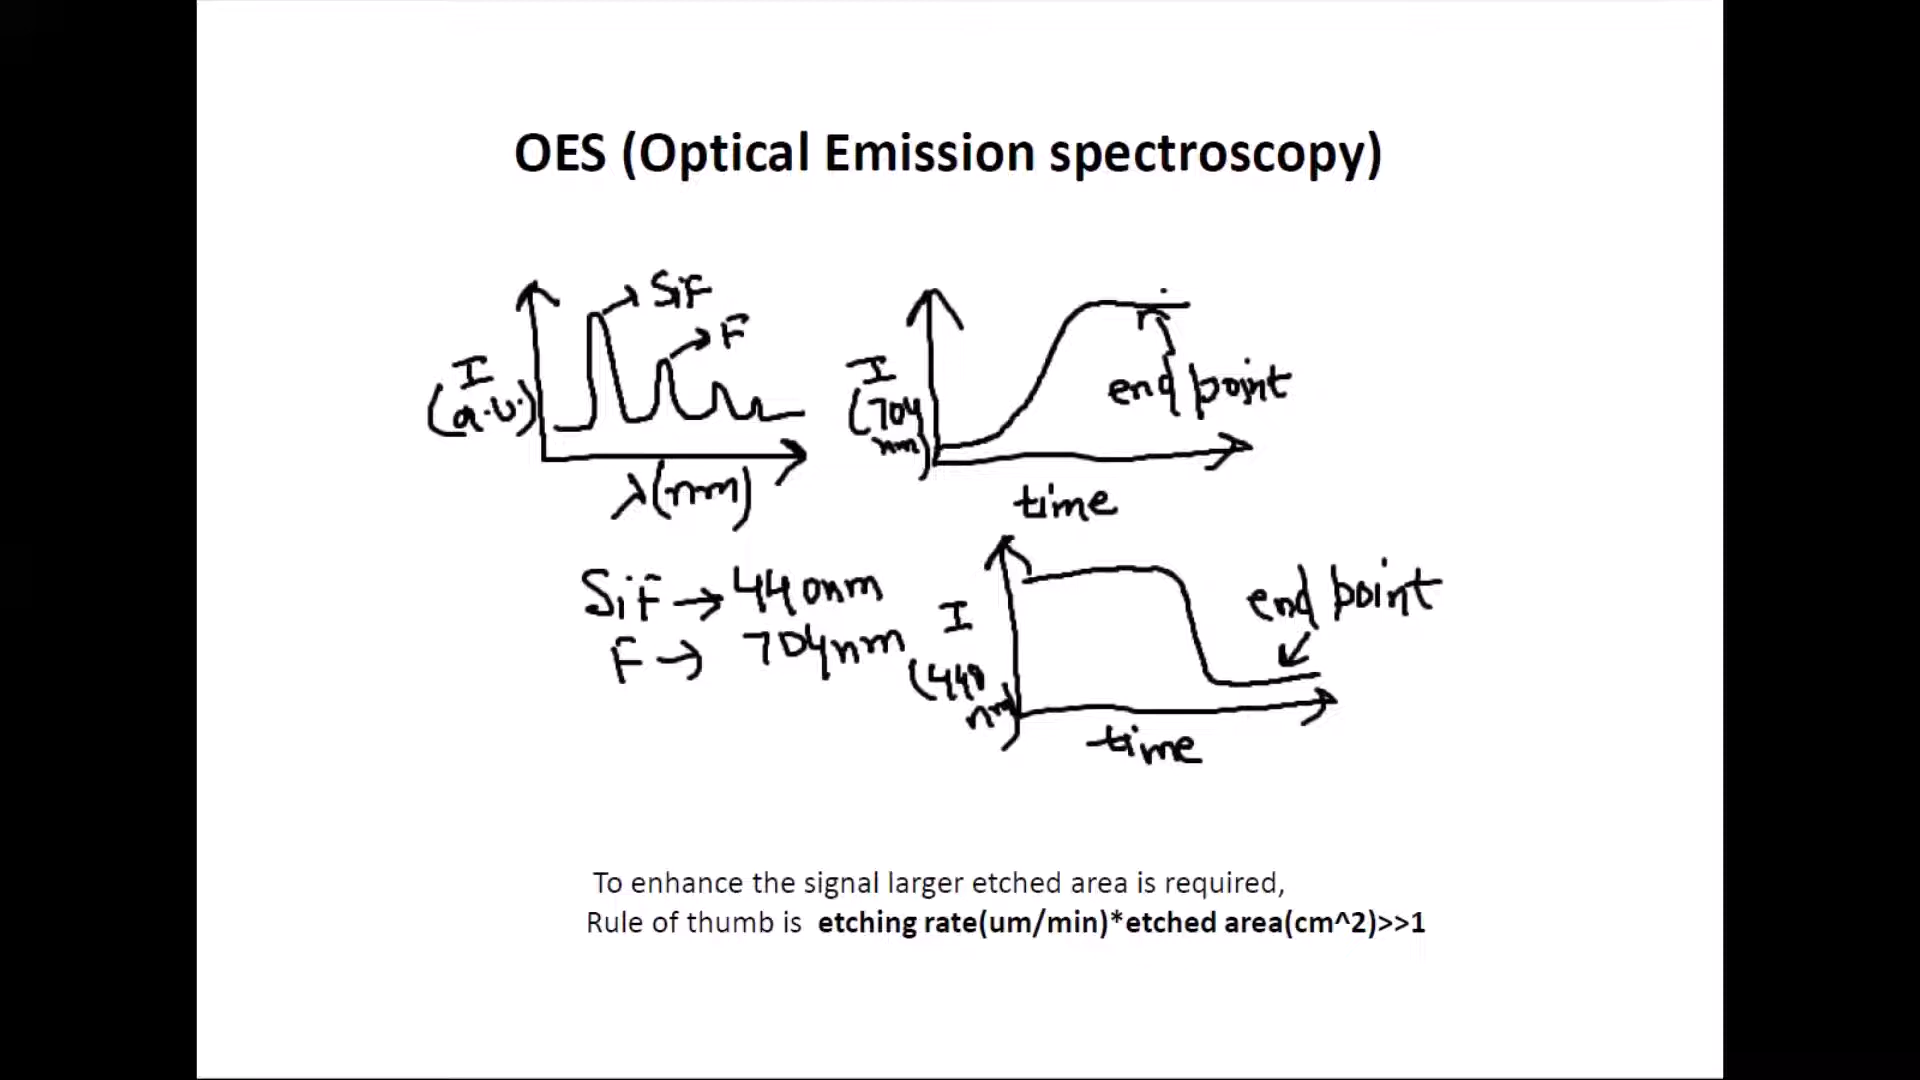 OES (Optical Emission spectroscopy)
SiF
F
I
(a.u.)
λ(nm)
I
(704
nm)
end point
time
SiF → 440nm
F → 704nm
I
(440
nm)
end point
time
To enhance the signal larger etched area is required,
Rule of thumb is etching rate(um/min)*etched area(cm^2)>>1